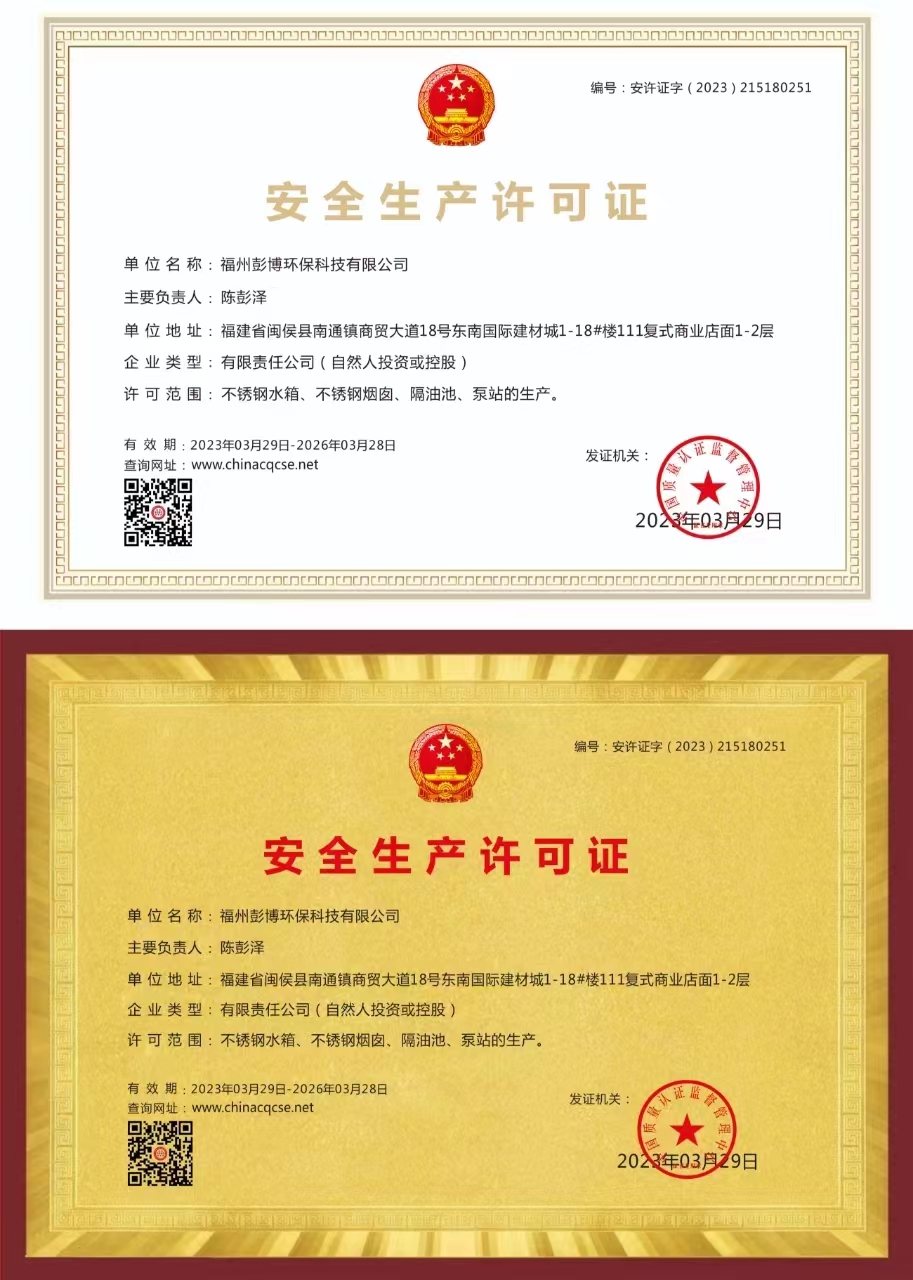 编号：安许证字（2023）215180251
安全生产许可证
单位名称：福州彭博环保科技有限公司
主要负责人：陈彭泽
单位地址：福建省闽侯县南通镇商贸大道18号东南国际建材城1-18#楼111复式商业店面1-2层
企业类型：有限责任公司（自然人投资或控股）
许可范围：不锈钢水箱、不锈钢烟囱、隔油池、泵站的生产。
有效期：2023年03月29日-2026年03月28日
查询网址：www.chinacqcse.net
发证机关：
国质量认证监督管理中
2023年03月29日
编号：安许证字（2023）215180251
安全生产许可证
单位名称：福州彭博环保科技有限公司
主要负责人：陈彭泽
单位地址：福建省闽侯县南通镇商贸大道18号东南国际建材城1-18#楼111复式商业店面1-2层
企业类型：有限责任公司（自然人投资或控股）
许可范围：不锈钢水箱、不锈钢烟囱、隔油池、泵站的生产。
有效期：2023年03月29日-2026年03月28日
查询网址：www.chinacqcse.net
发证机关：
国质量认证监督管理中
2023年03月29日